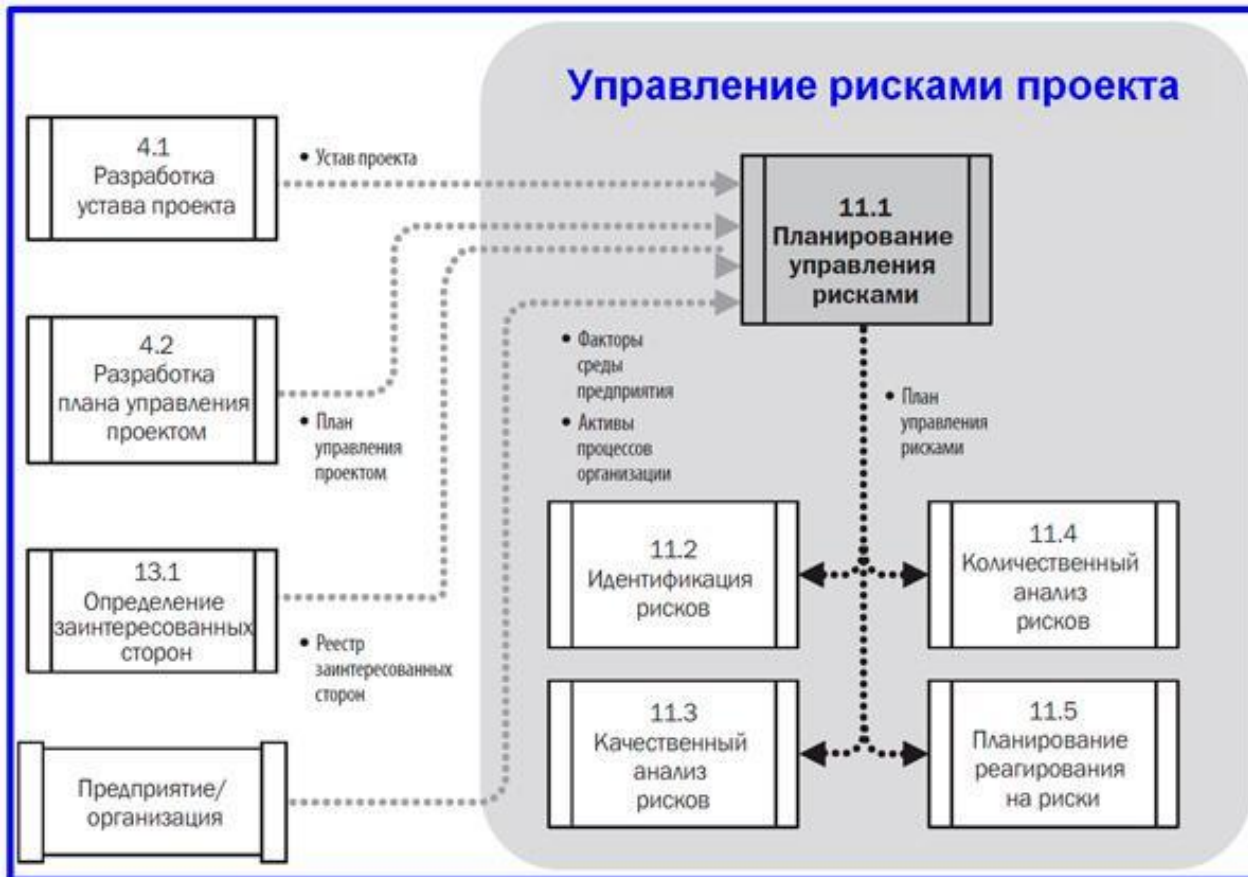 Управление рисками проекта
4.1
Разработка
устава проекта
• Устав проекта
11.1
Планирование
управления
рисками
4.2
Разработка
плана управления
проектом
• План
управления
проектом
• Факторы
среды
предприятия
• Активы
процессов
организации
• План
управления
рисками
13.1
Определение
заинтересованных
сторон
• Реестр
заинтересованных
сторон
11.2
Идентификация
рисков
11.4
Количественный
анализ
рисков
11.3
Качественный
анализ
рисков
11.5
Планирование
реагирования
на риски
Предприятие/
организация